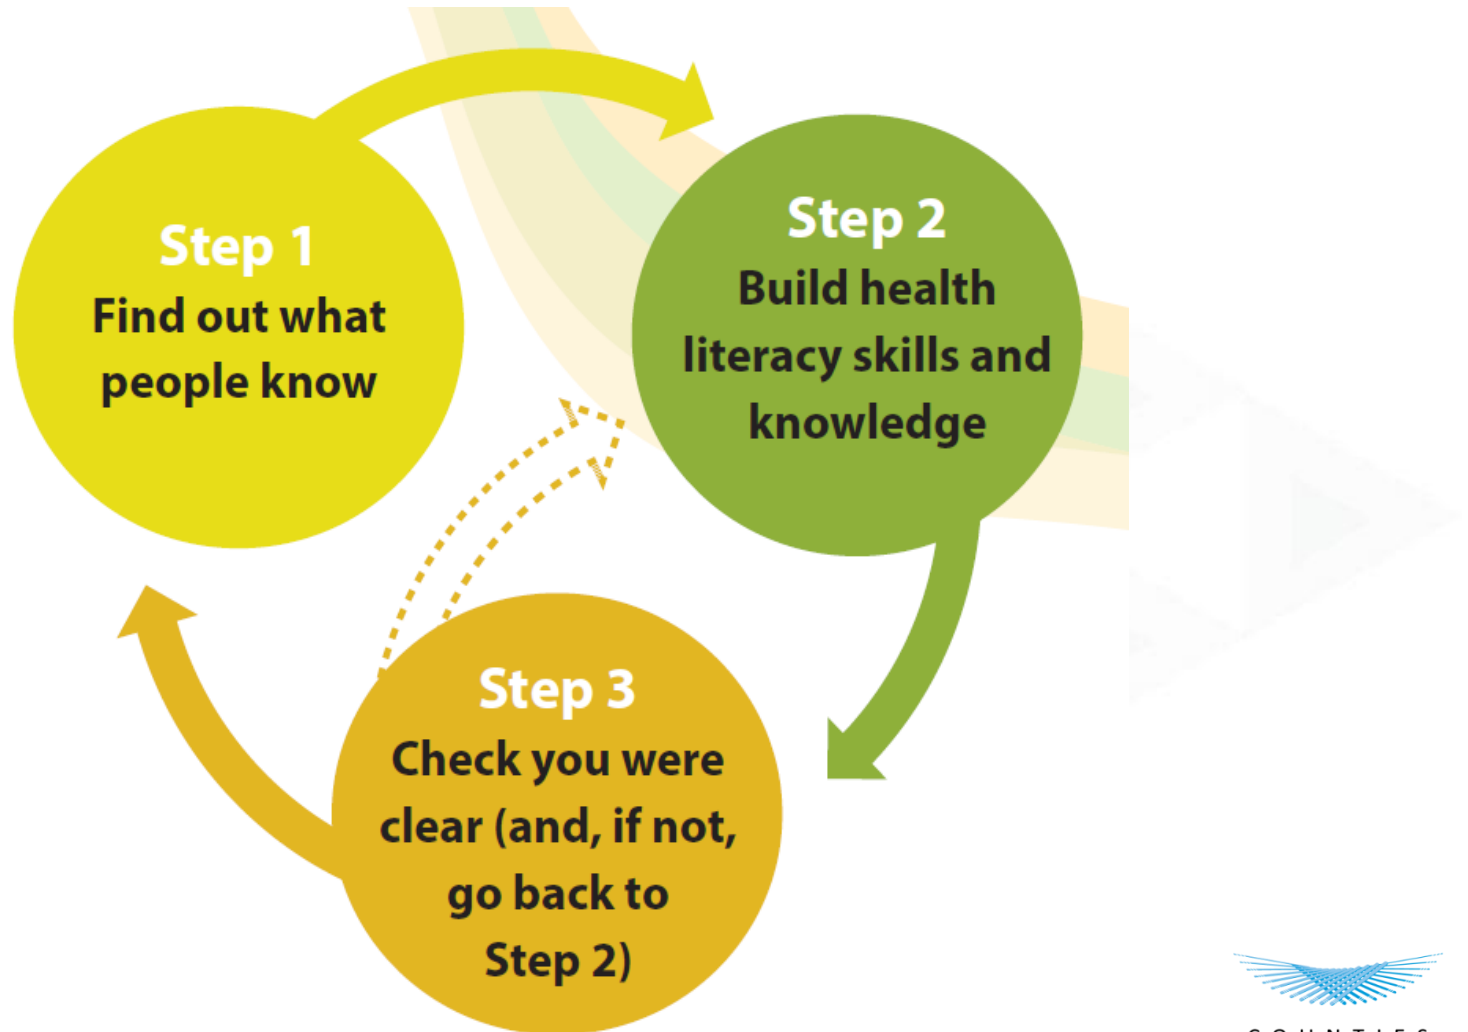 Step 1
Find out what
people know
Step 2
Build health
literacy skills and
knowledge
Step 3
Check you were
clear (and, if not,
go back to
Step 2)
COUNTIES